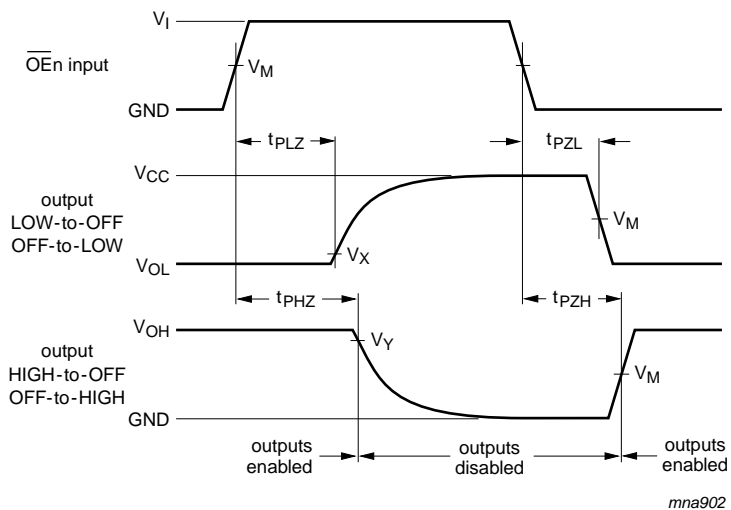 V_I
OEn input
V_M
GND
t_PLZ
t_PZL
V_CC
output
LOW-to-OFF
OFF-to-LOW
V_M
V_X
V_OL
t_PHZ
t_PZH
V_OH
V_Y
output
HIGH-to-OFF
OFF-to-HIGH
V_M
GND
outputs
enabled
outputs
disabled
outputs
enabled
mna902